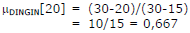 μDINGIN[20] = (30-20)/(30-15)
= 10/15 = 0,667